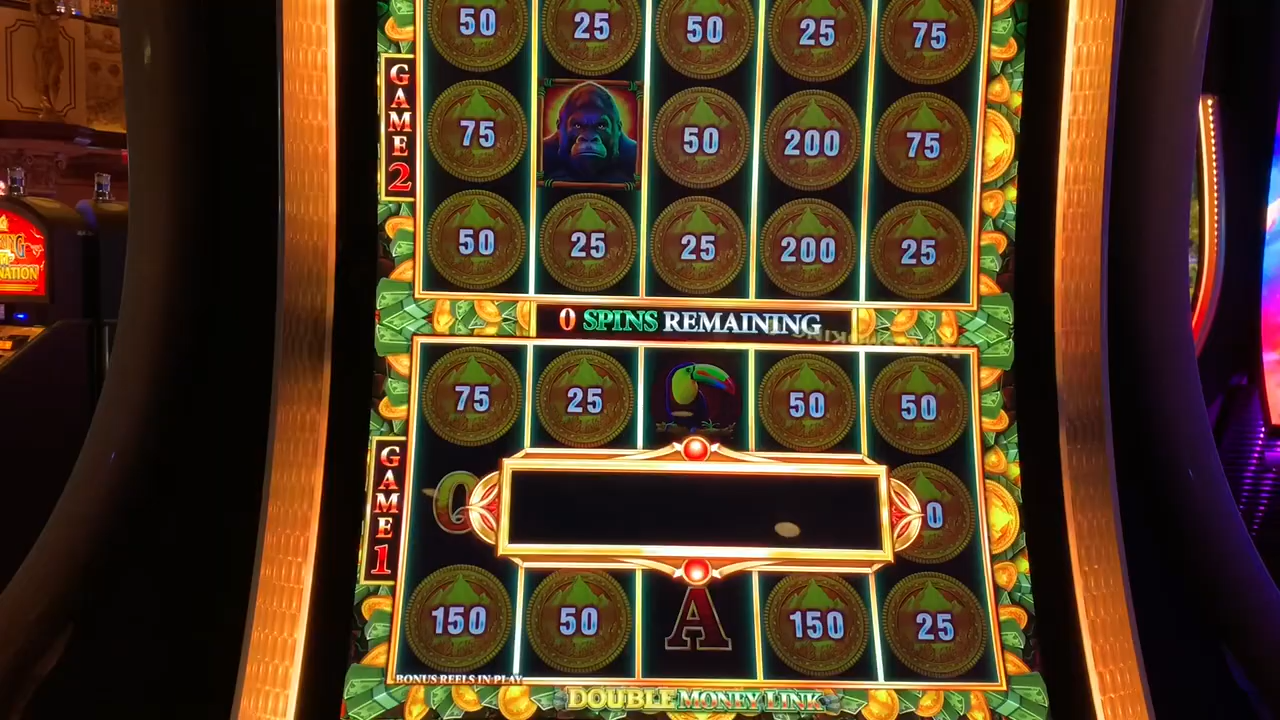 50 25 50 25 75
GAME 2
75 50 200 75
50 25 25 200 25
0 SPINS REMAINING
75 25 50 50
GAME 1
Q 0
150 50 A 150 25
BONUS REELS IN PLAY
DOUBLE MONEY LINK